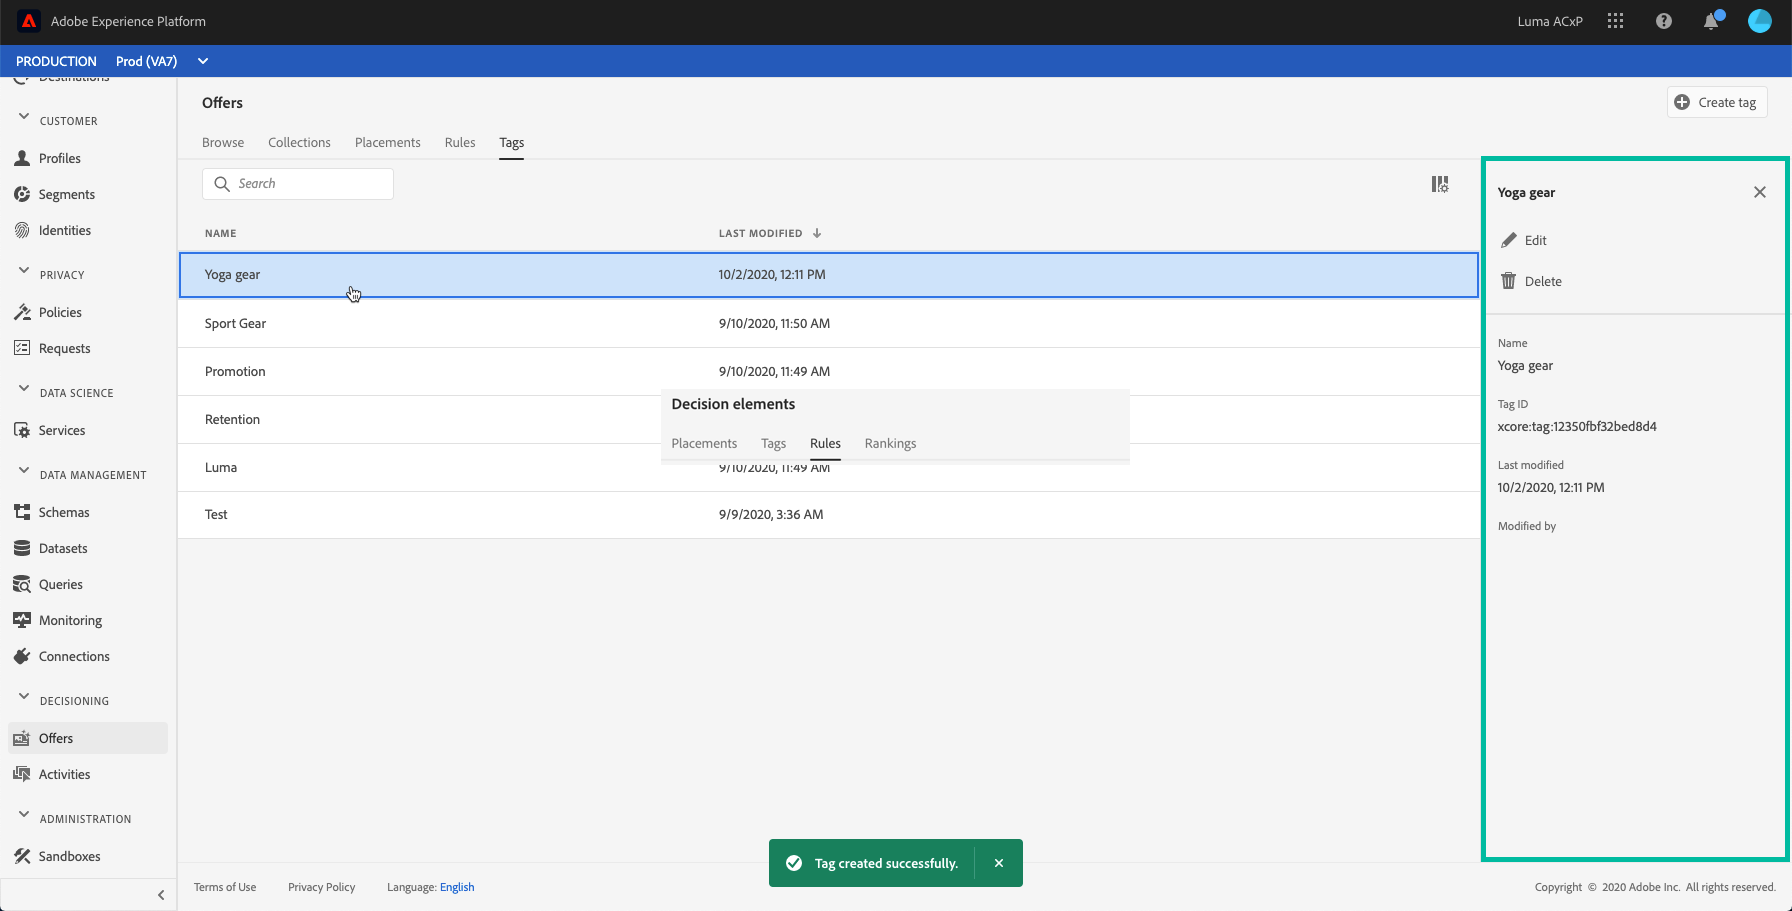 Adobe Experience Platform
Luma ACxP
PRODUCTION Prod (VA7)
Destinations
CUSTOMER
Profiles
Segments
Identities
PRIVACY
Policies
Requests
DATA SCIENCE
Services
DATA MANAGEMENT
Schemas
Datasets
Queries
Monitoring
Connections
DECISIONING
Offers
Activities
ADMINISTRATION
Sandboxes
Offers
Create tag
Browse Collections Placements Rules Tags
Search
NAME LAST MODIFIED
Yoga gear 10/2/2020, 12:11 PM
Sport Gear 9/10/2020, 11:50 AM
Promotion 9/10/2020, 11:49 AM
Retention
Luma 9/10/2020, 11:49 AM
Test 9/9/2020, 3:36 AM
Decision elements
Placements Tags Rules Rankings
Yoga gear
Edit
Delete
Name
Yoga gear
Tag ID
xcore:tag:12350fbf32bed8d4
Last modified
10/2/2020, 12:11 PM
Modified by
Tag created successfully.
Terms of Use Privacy Policy Language: English
Copyright © 2020 Adobe Inc. All rights reserved.